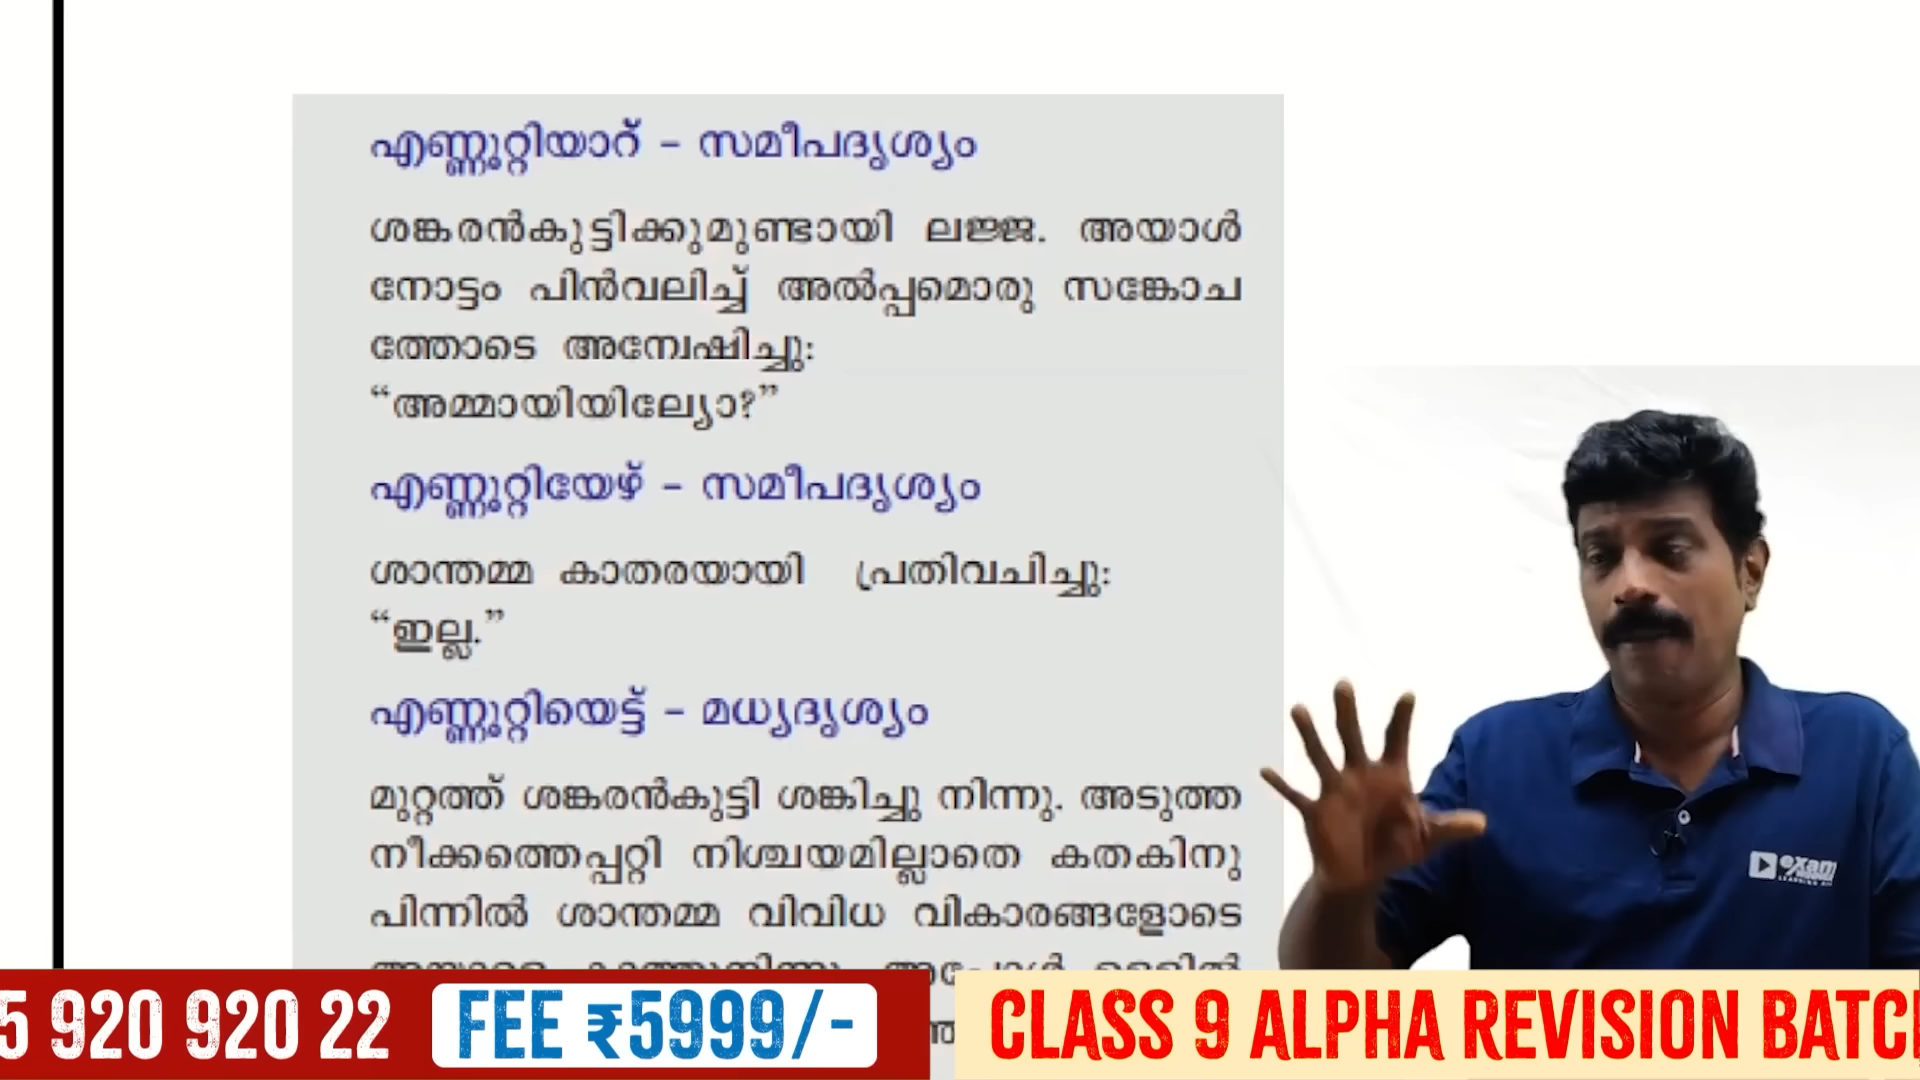 എണ്ണൂറ്റിയാറ് – സമീപദൃശ്യം
ശങ്കരൻകുട്ടിക്കുമുണ്ടായി ലജ്ജ. അയാൾ
നോട്ടം പിൻവലിച്ച് അൽപ്പമൊരു സങ്കോച
ത്തോടെ അന്വേഷിച്ചു:
“അമ്മായിയില്ല്യോ?”
എണ്ണൂറ്റിയേഴ് – സമീപദൃശ്യം
ശാന്തമ്മ കാതരയായി പ്രതിവചിച്ചു:
“ഇല്ല.”
എണ്ണൂറ്റിയെട്ട് – മധ്യദൃശ്യം
മുറ്റത്ത് ശങ്കരൻകുട്ടി ശങ്കിച്ചു നിന്നു. അടുത്ത
നീക്കത്തെപ്പറ്റി നിശ്ചയമില്ലാതെ കതകിനു
പിന്നിൽ ശാന്തമ്മ വിവിധ വികാരങ്ങളോടെ
exam
5 920 920 22 FEE ₹5999/- CLASS 9 ALPHA REVISION BATC